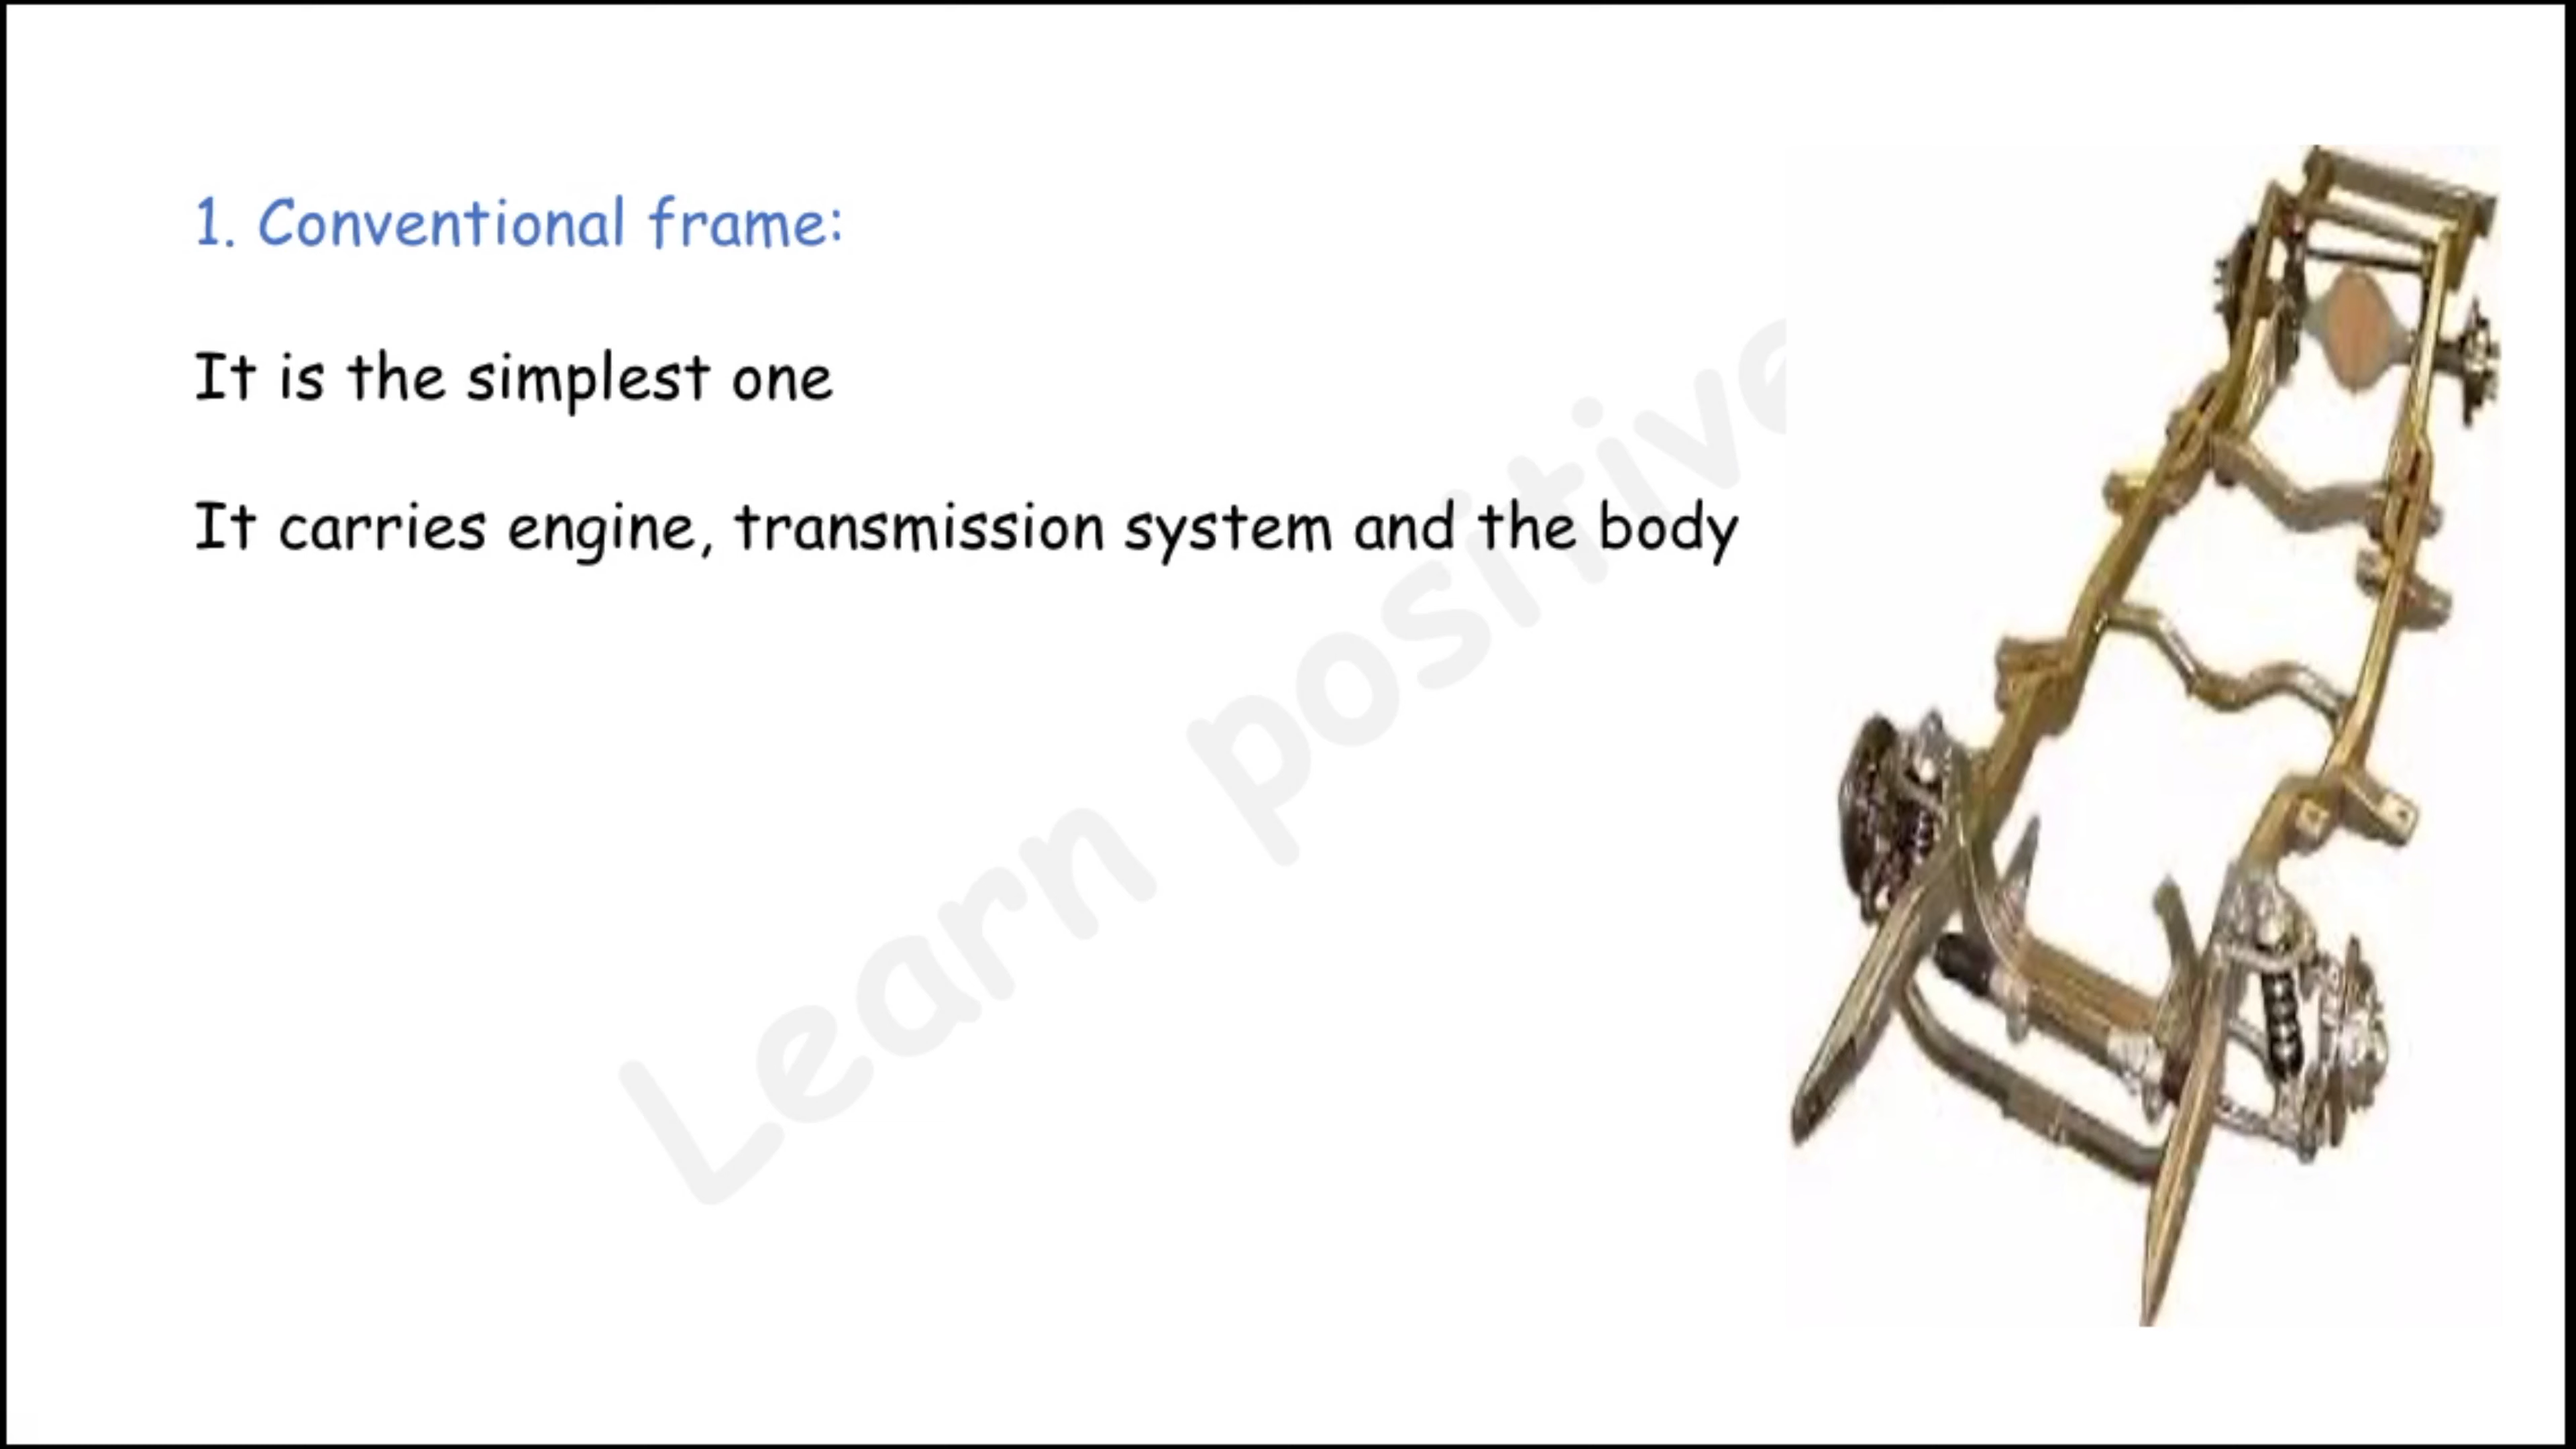 1. Conventional frame:
It is the simplest one
It carries engine, transmission system and the body
Learn positive